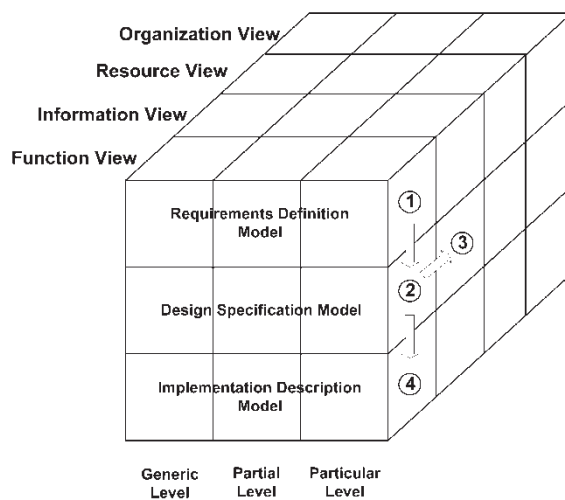 Organization View
Resource View
Information View
Function View
Requirements Definition
Model
1
3
2
Design Specification Model
4
Implementation Description
Model
Generic
Level
Partial
Level
Particular
Level